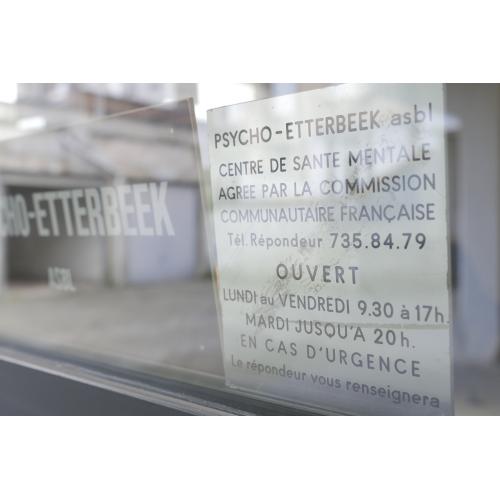 PSYCHO-ETTERBEEK asbl
CENTRE DE SANTE MENTALE
AGREE PAR LA COMMISSION
COMMUNAUTAIRE FRANÇAISE
Tél. Répondeur 735.84.79
OUVERT
LUNDI au VENDREDI 9.30 à 17h.
MARDI JUSQU'A 20h.
EN CAS D'URGENCE
Le répondeur vous renseignera
CHO-ETTERBEEK
ASBL